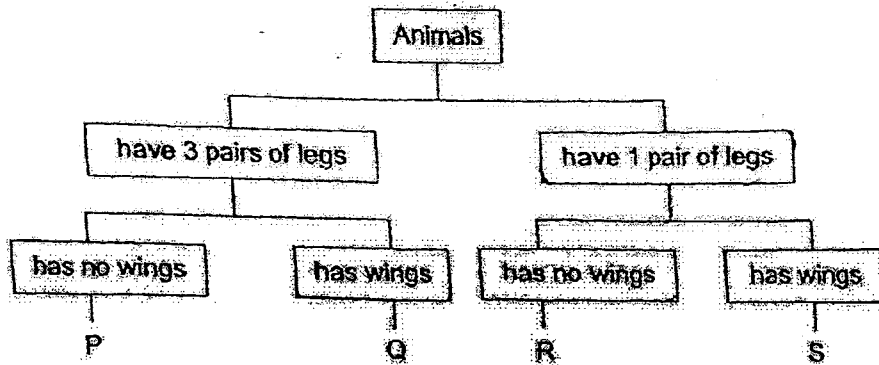 Animals
have 3 pairs of legs
have 1 pair of legs
has no wings
has wings
has no wings
has wings
P
Q
R
S